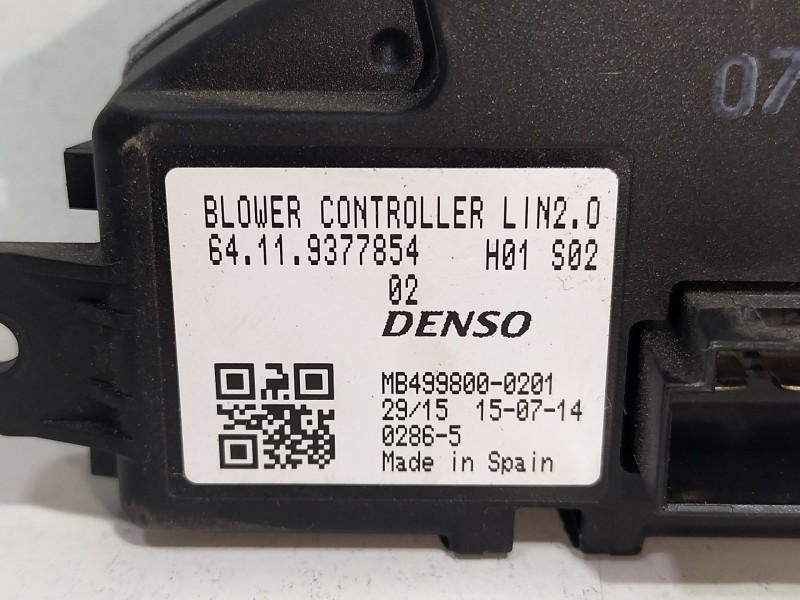 07
BLOWER CONTROLLER LIN2.0
64.11.9377854 H01 S02
02
DENSO
MB499800-0201
29/15 15-07-14
0286-5
Made in Spain